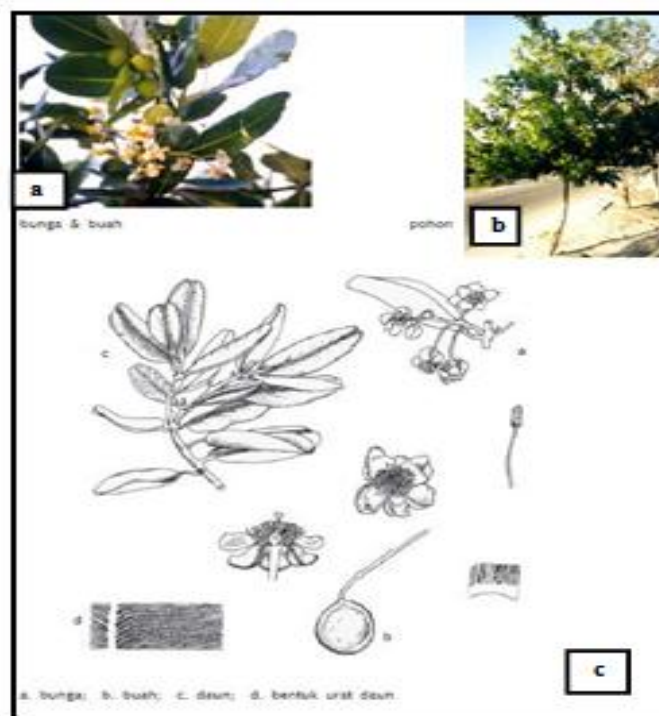 a
b
bunga & buah pohon
c
a
d
b
c
a. bunga; b. buah; c. daun; d. bentuk urat daun